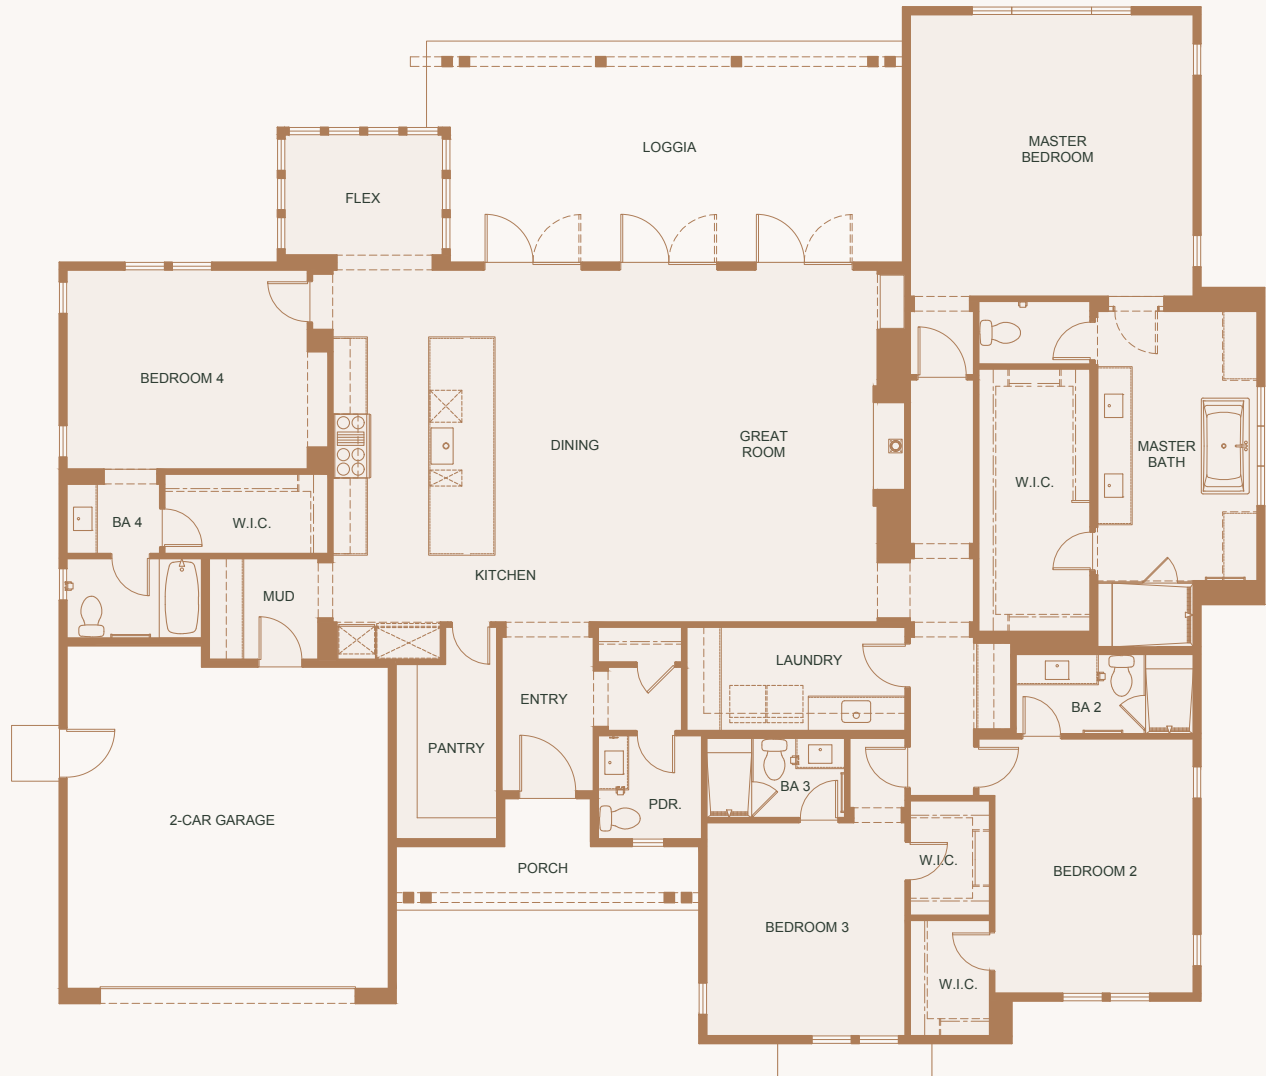 MASTER
BEDROOM
LOGGIA
FLEX
BEDROOM 4
DINING
GREAT
ROOM
MASTER
BATH
W.I.C.
BA 4
W.I.C.
KITCHEN
MUD
LAUNDRY
ENTRY
BA 2
PANTRY
BA 3
PDR.
2-CAR GARAGE
PORCH
W.I.C.
BEDROOM 2
BEDROOM 3
W.I.C.